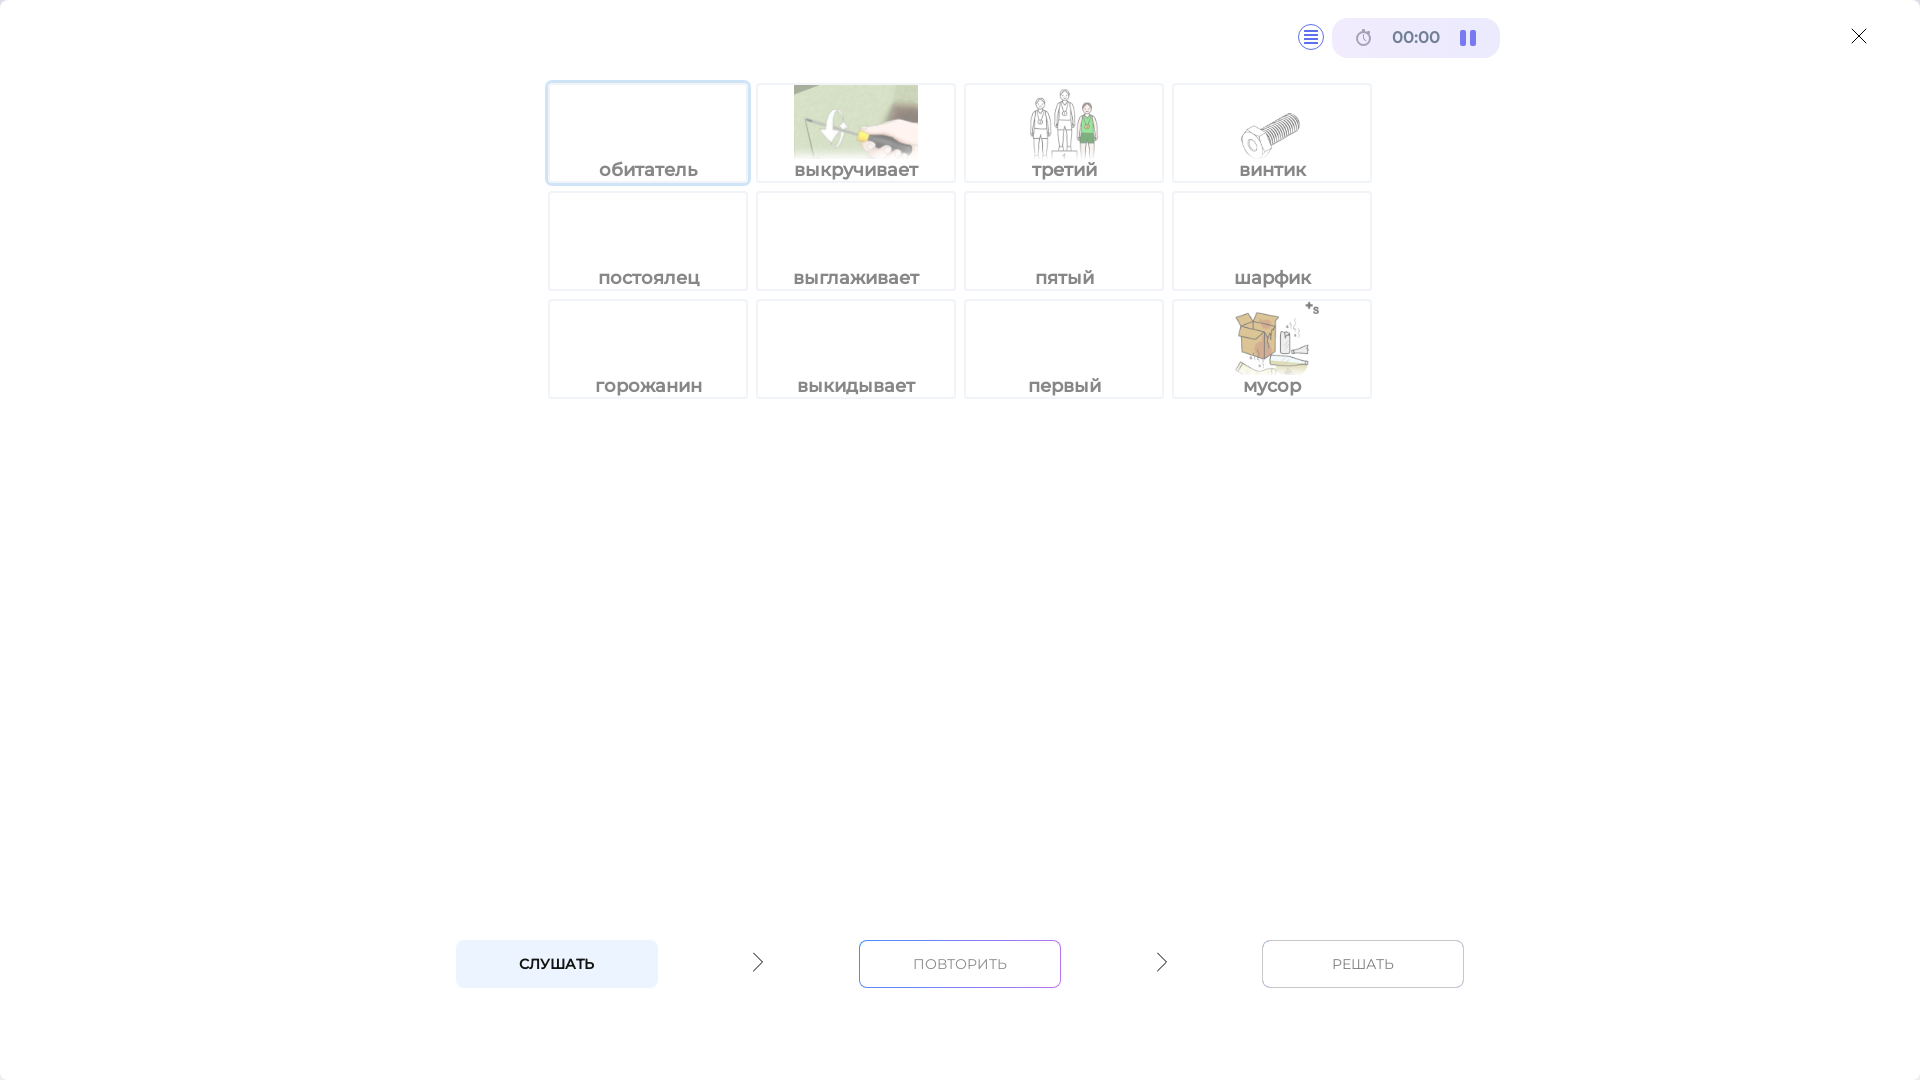 00:00
обитатель
выкручивает
третий
винтик
постоялец
выглаживает
пятый
шарфик
горожанин
выкидывает
первый
+s
мусор
СЛУШАТЬ
ПОВТОРИТЬ
РЕШАТЬ